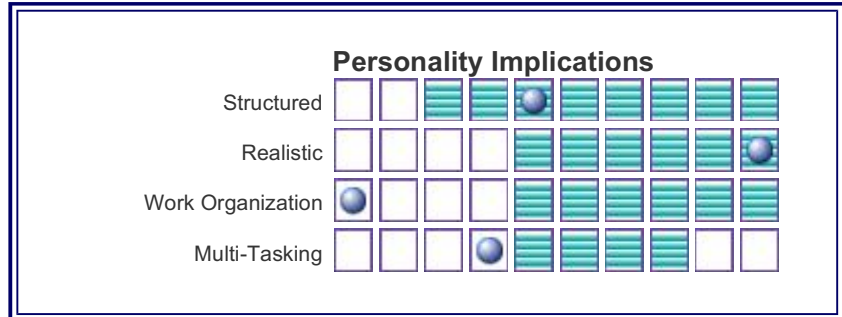 Personality Implications
Structured
Realistic
Work Organization
Multi-Tasking